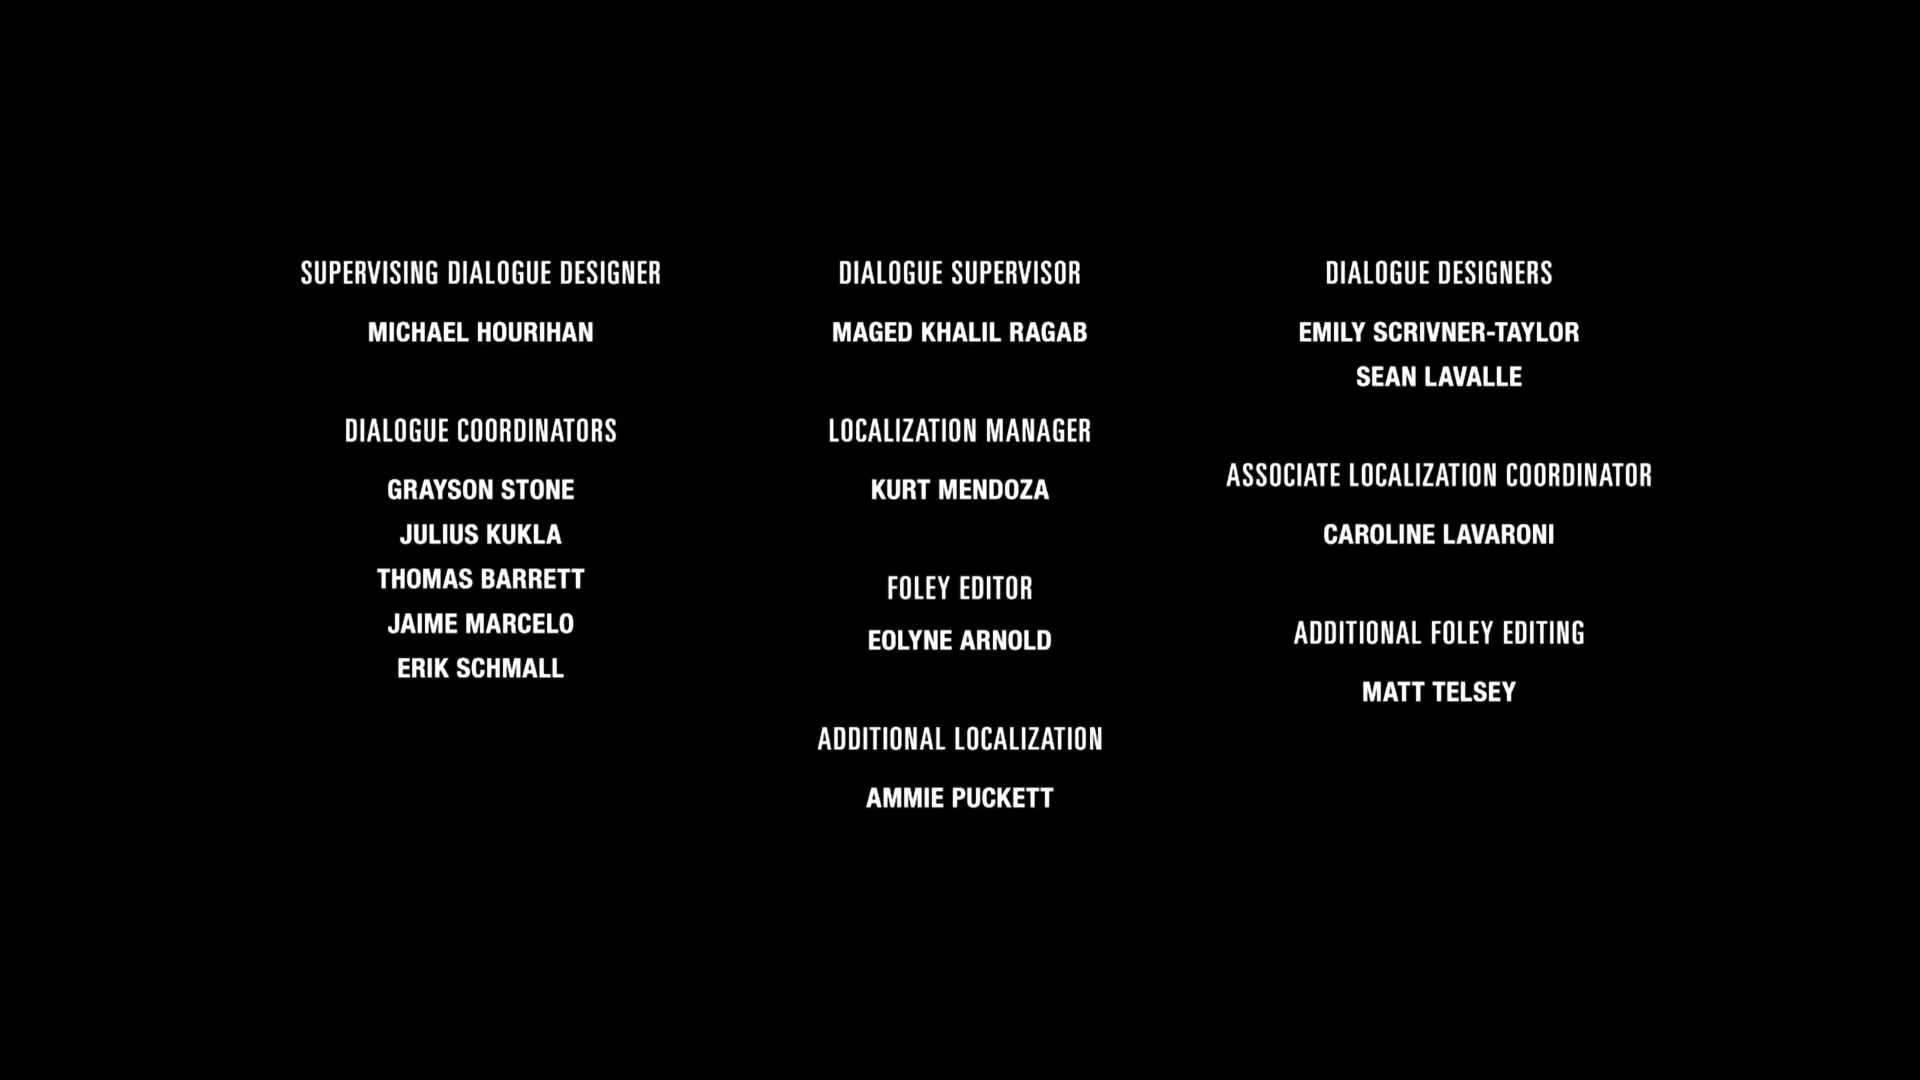 SUPERVISING DIALOGUE DESIGNER
MICHAEL HOURIHAN
DIALOGUE COORDINATORS
GRAYSON STONE
JULIUS KUKLA
THOMAS BARRETT
JAIME MARCELO
ERIK SCHMALL
DIALOGUE SUPERVISOR
MAGED KHALIL RAGAB
LOCALIZATION MANAGER
KURT MENDOZA
FOLEY EDITOR
EOLYNE ARNOLD
ADDITIONAL LOCALIZATION
AMMIE PUCKETT
DIALOGUE DESIGNERS
EMILY SCRIVNER-TAYLOR
SEAN LAVALLE
ASSOCIATE LOCALIZATION COORDINATOR
CAROLINE LAVARONI
ADDITIONAL FOLEY EDITING
MATT TELSEY